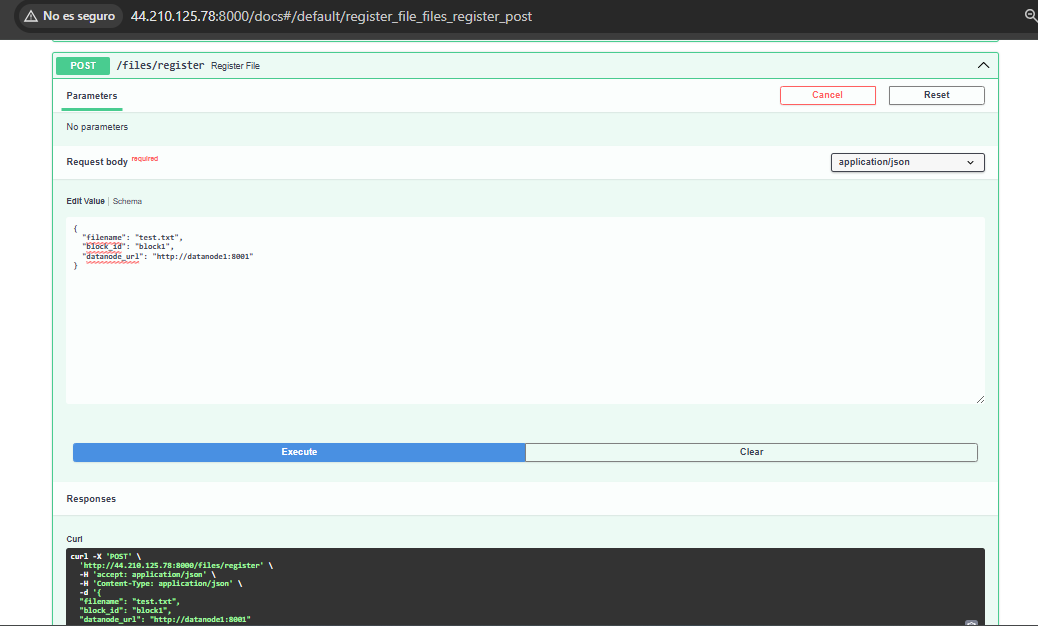 No es seguro 44.210.125.78:8000/docs#/default/register_file_files_register_post
POST /files/register Register File
Parameters Cancel Reset
No parameters
Request body required application/json
Edit Value | Schema
{
"filename": "test.txt",
"block_id": "block1",
"datanode_url": "http://datanode1:8001"
}
Execute Clear
Responses
Curl
curl -X 'POST' \
'http://44.210.125.78:8000/files/register' \
-H 'accept: application/json' \
-H 'Content-Type: application/json' \
-d '{
"filename": "test.txt",
"block_id": "block1",
"datanode_url": "http://datanode1:8001"